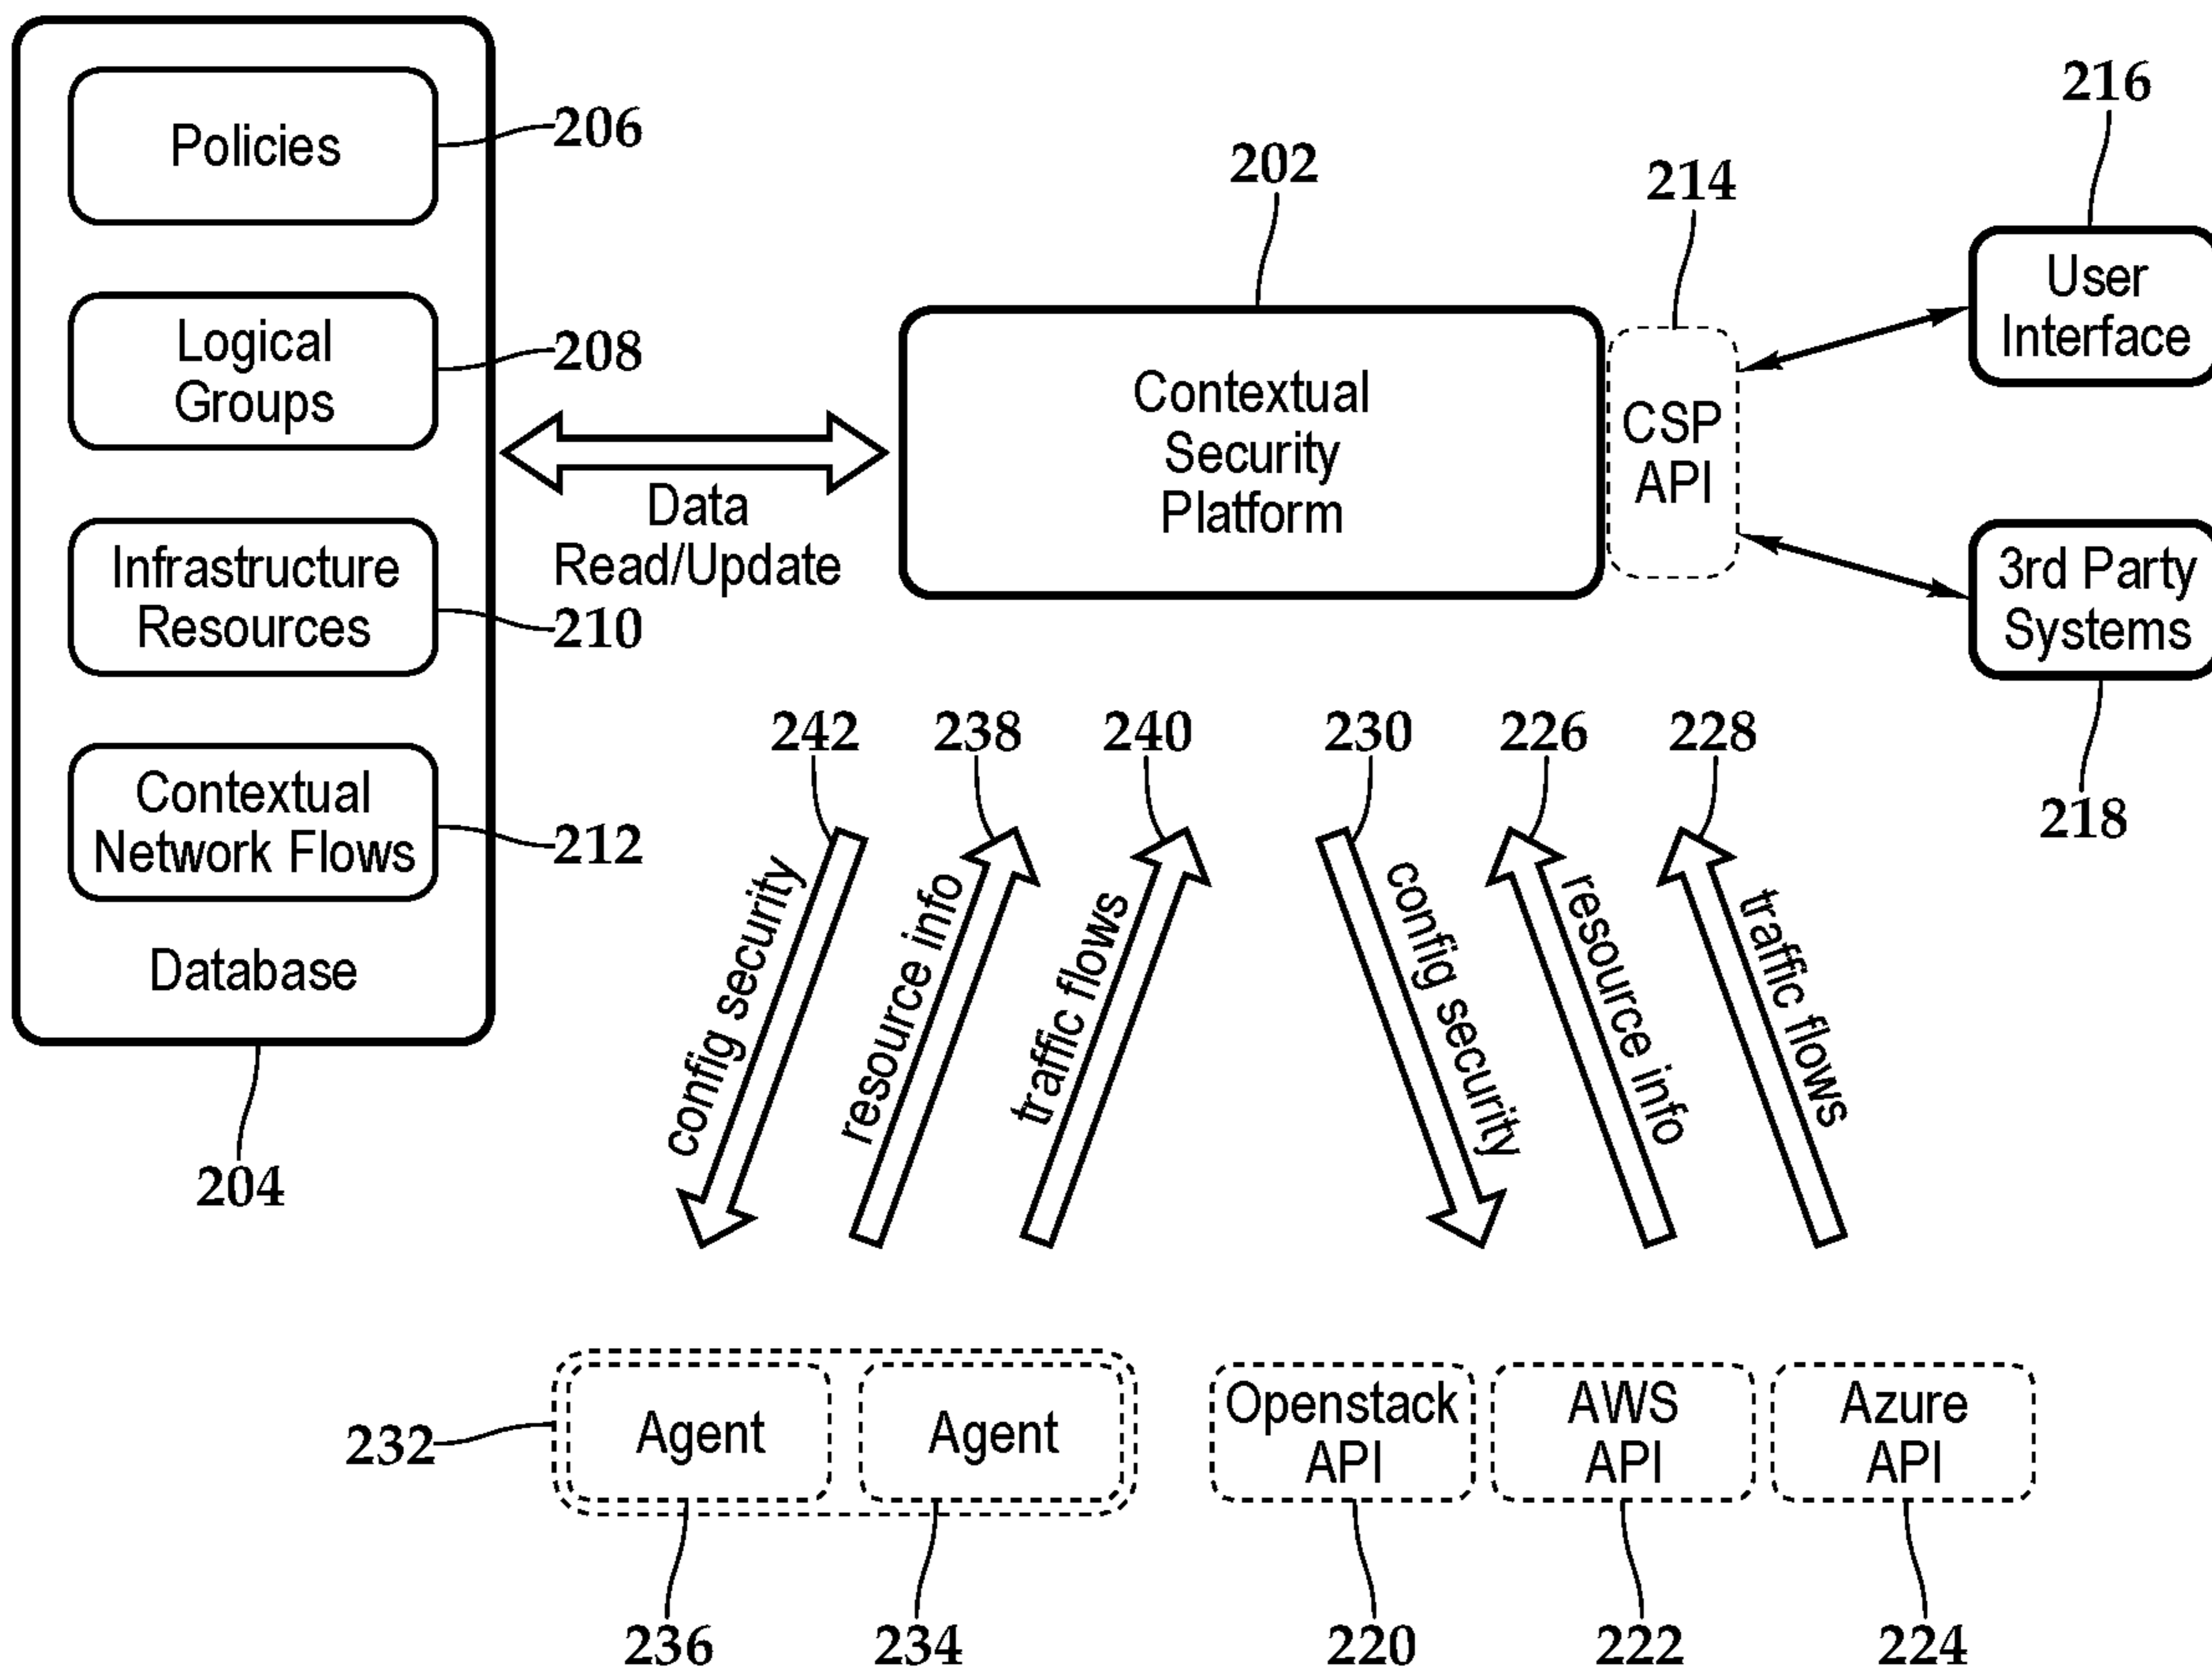 Policies
206
Logical
Groups
208
Infrastructure
Resources
210
Contextual
Network Flows
212
Database
204
Data
Read/Update
202
Contextual
Security
Platform
214
CSP
API
216
User
Interface
3rd Party
Systems
218
242
238
240
230
226
228
config security
resource info
traffic flows
config security
resource info
traffic flows
232
Agent
Agent
Openstack
API
AWS
API
Azure
API
236
234
220
222
224